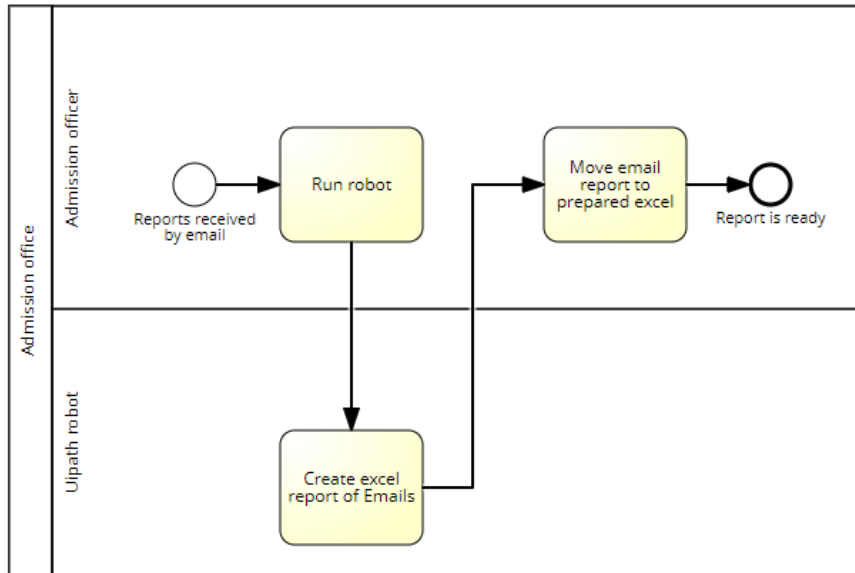 Admission office
Admission officer
Reports received
by email
Run robot
Move email
report to
prepared excel
Report is ready
Uipath robot
Create excel
report of Emails